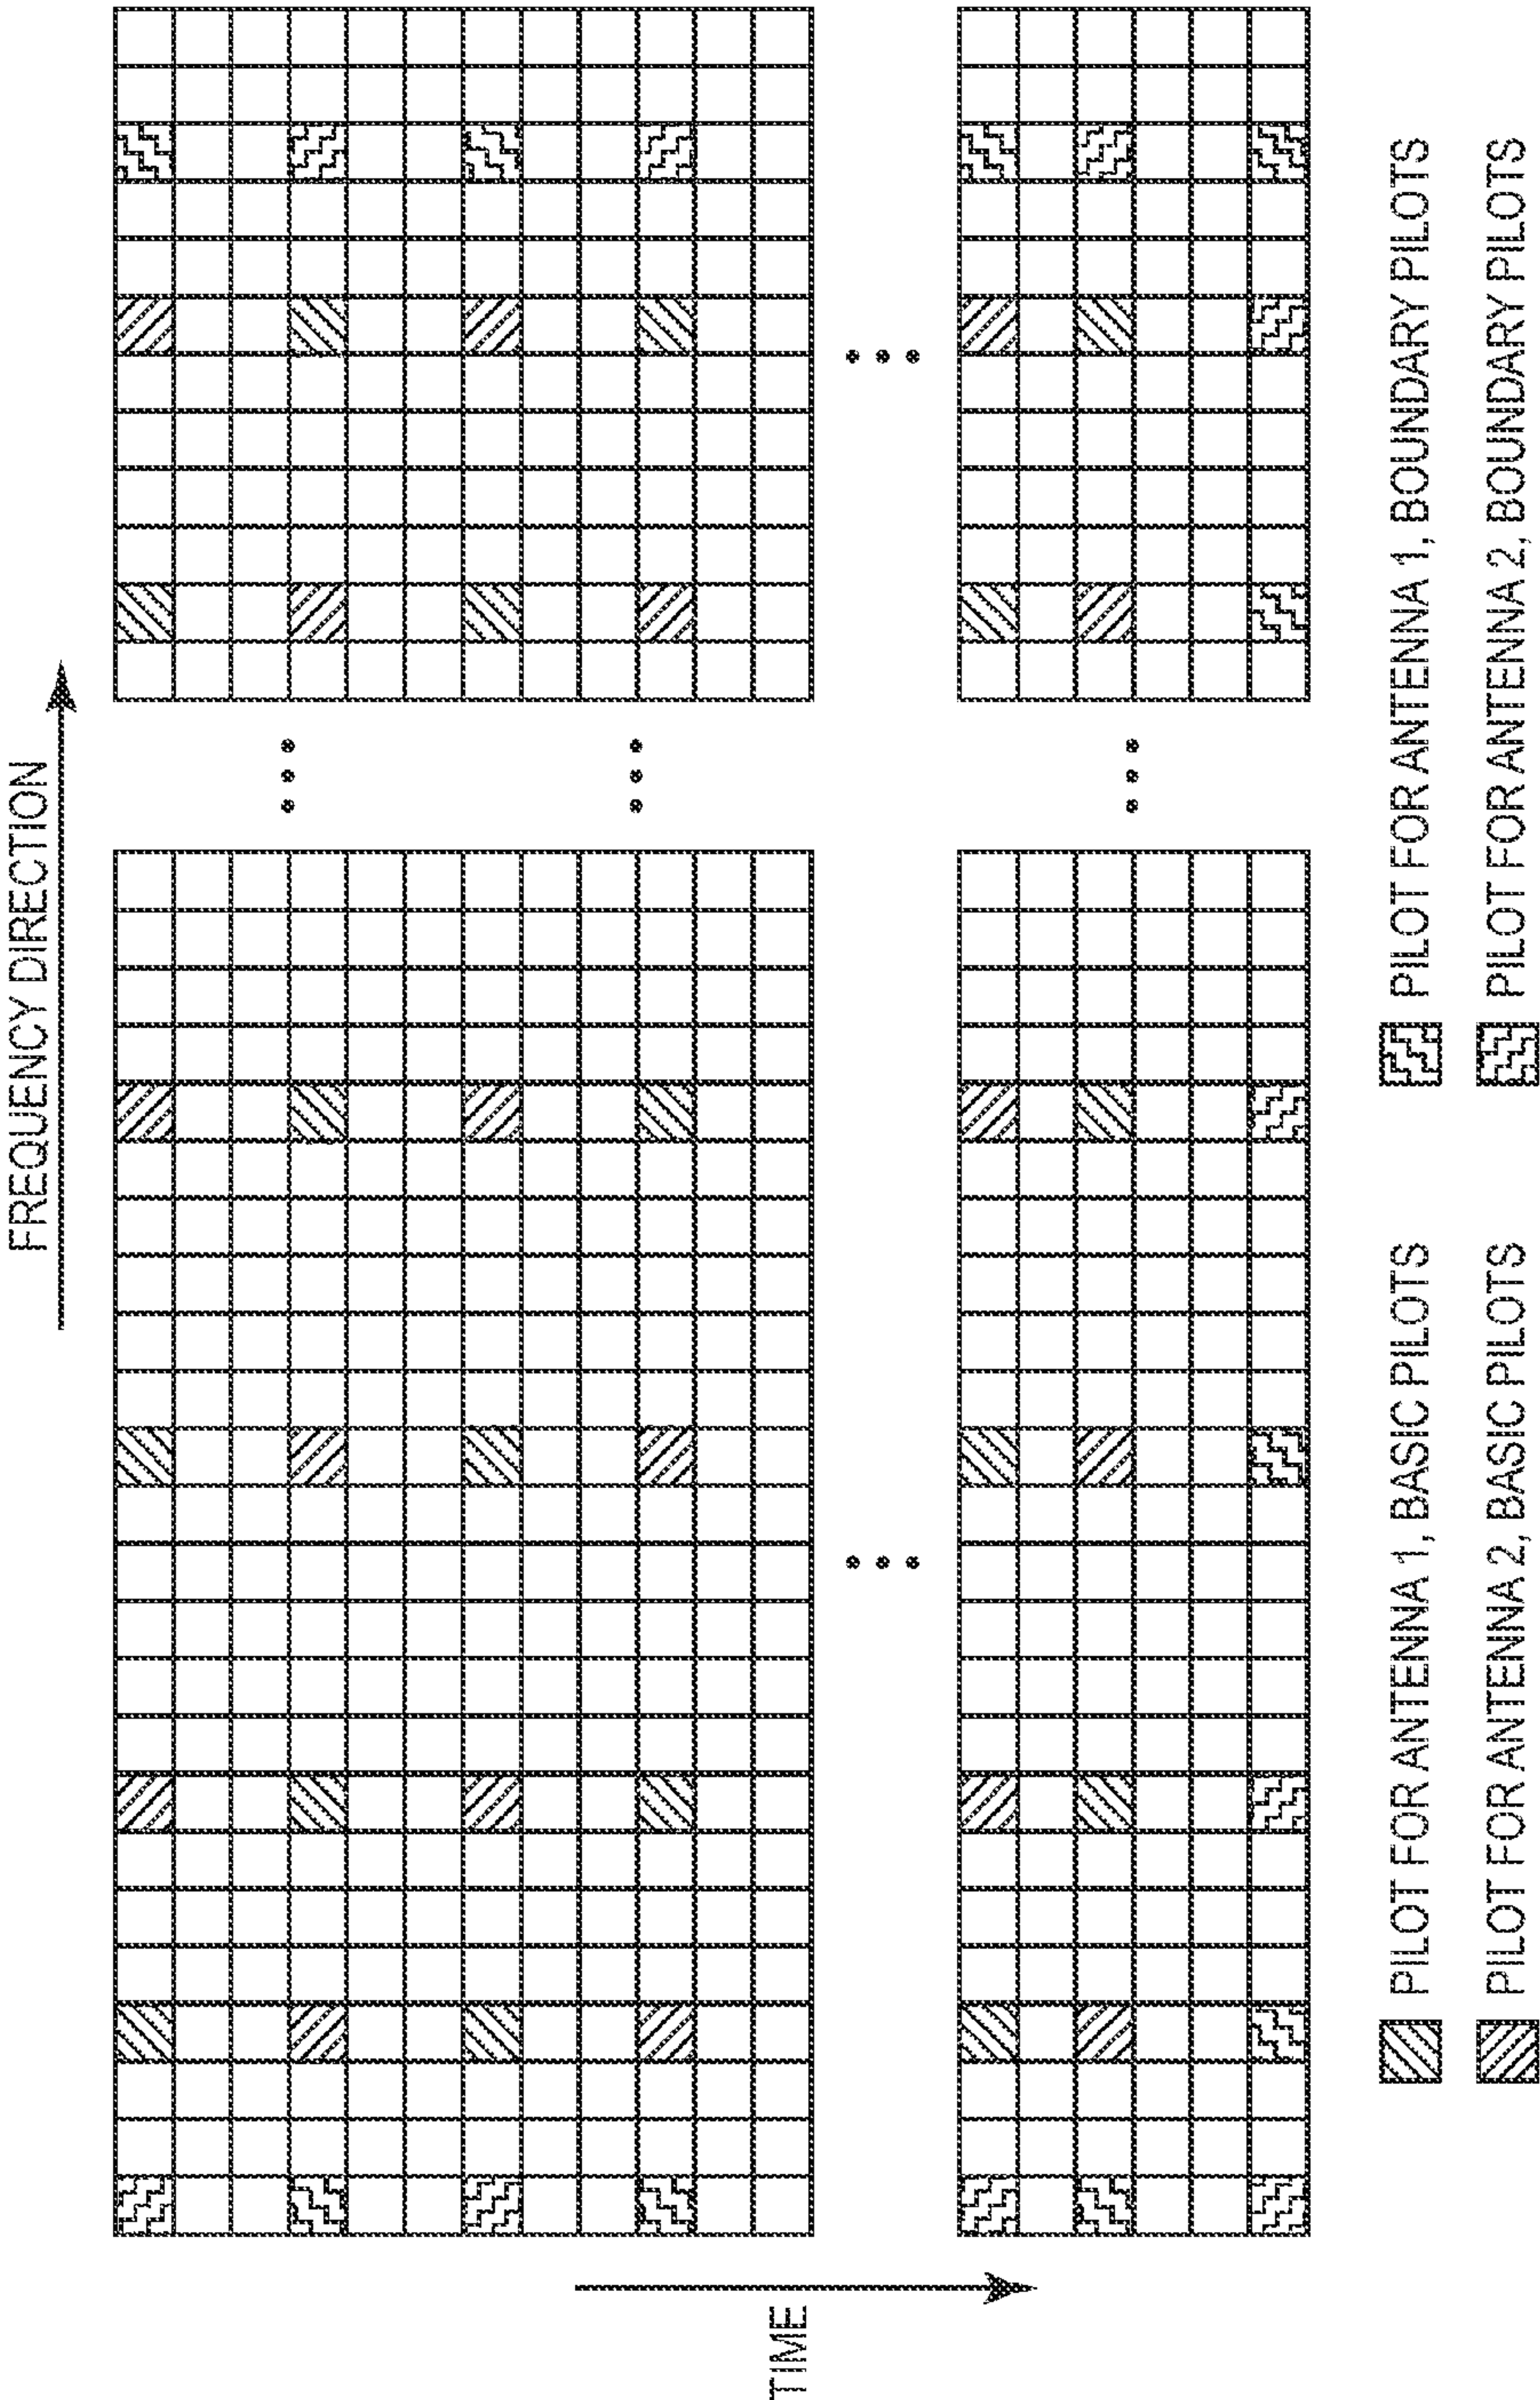 FREQUENCY DIRECTION
TIME
PILOT FOR ANTENNA 1, BASIC PILOTS
PILOT FOR ANTENNA 2, BASIC PILOTS
PILOT FOR ANTENNA 1, BOUNDARY PILOTS
PILOT FOR ANTENNA 2, BOUNDARY PILOTS